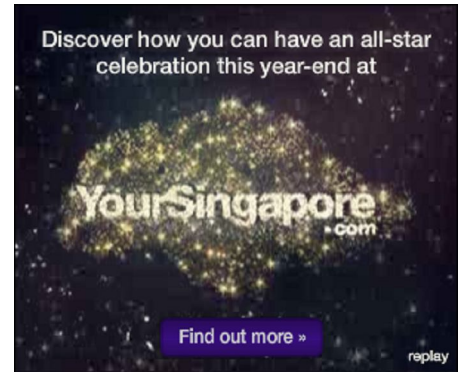 Discover how you can have an all-star
celebration this year-end at
YourSingapore
.com
Find out more »
replay